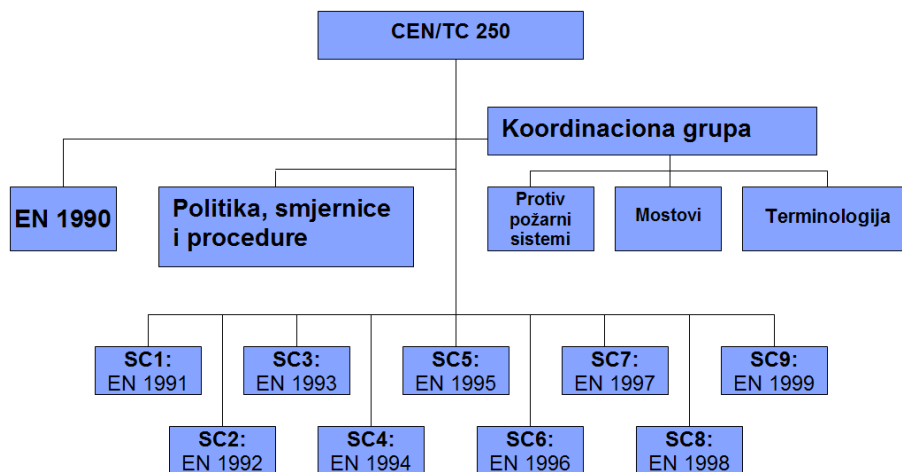 CEN/TC 250
Koordinaciona grupa
EN 1990
Politika, smjernice
i procedure
Protiv
požarni
sistemi
Mostovi
Terminologija
SC1:
EN 1991
SC3:
EN 1993
SC5:
EN 1995
SC7:
EN 1997
SC9:
EN 1999
SC2:
EN 1992
SC4:
EN 1994
SC6:
EN 1996
SC8:
EN 1998